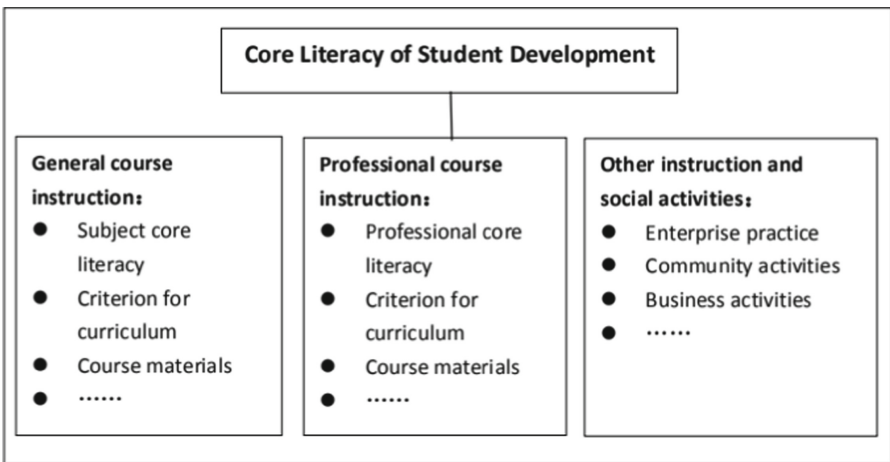 Core Literacy of Student Development
General course
instruction：
● Subject core
literacy
● Criterion for
curriculum
● Course materials
● ……
Professional course
instruction：
● Professional core
literacy
● Criterion for
curriculum
● Course materials
● ……
Other instruction and
social activities：
● Enterprise practice
● Community activities
● Business activities
● ……